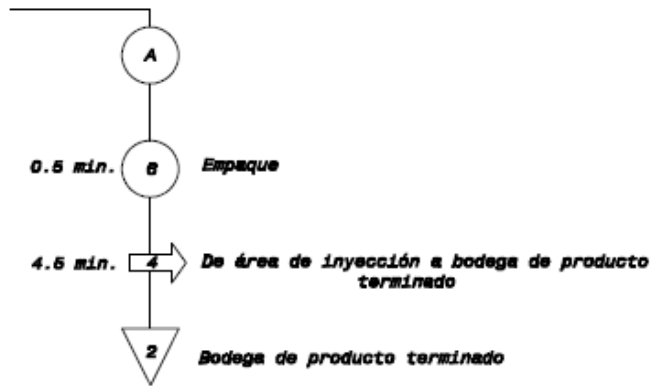 A
0.5 min. 6 Empaque
4.5 min. 4 De área de inyección a bodega de producto
terminado
2 Bodega de producto terminado